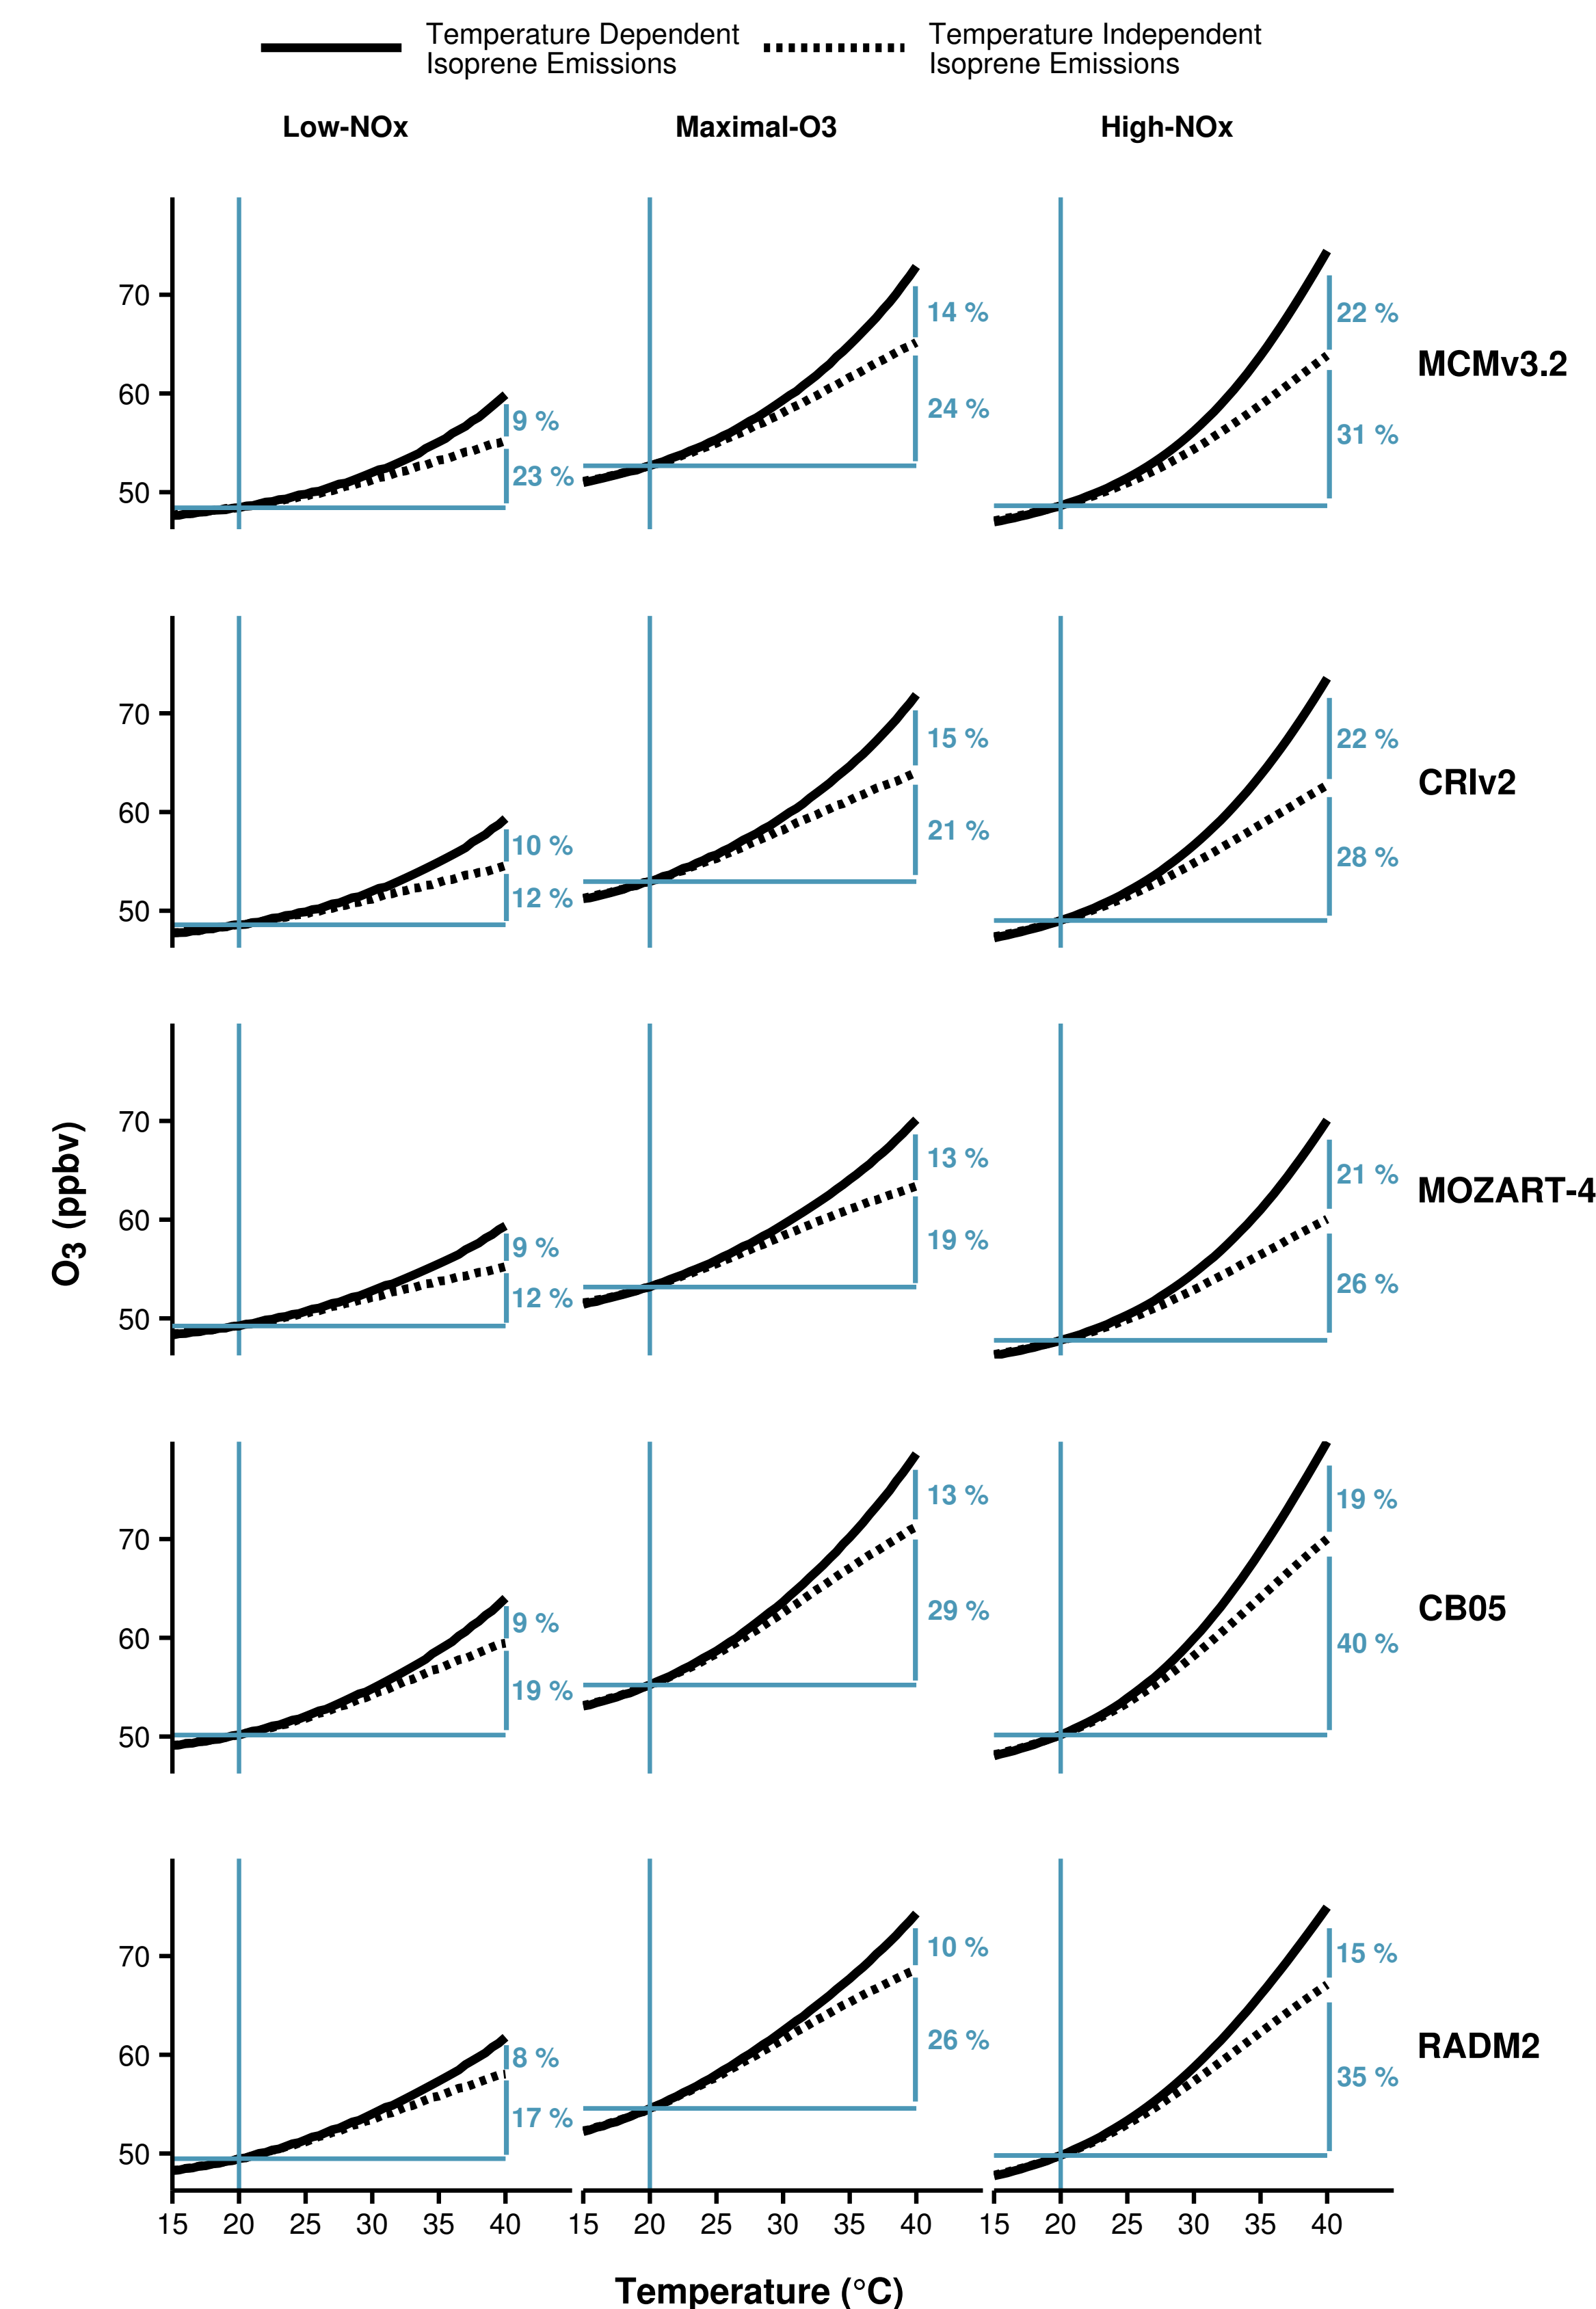 Temperature Dependent
Isoprene Emissions
Temperature Independent
Isoprene Emissions
Low-NOx
Maximal-O3
High-NOx
70
60
50
9 %
23 %
14 %
24 %
22 %
31 %
MCMv3.2
70
60
50
10 %
12 %
15 %
21 %
22 %
28 %
CRIv2
O3 (ppbv)
70
60
50
9 %
12 %
13 %
19 %
21 %
26 %
MOZART-4
70
60
50
9 %
19 %
13 %
29 %
19 %
40 %
CB05
70
60
50
8 %
17 %
10 %
26 %
15 %
35 %
RADM2
15 20 25 30 35 40
15 20 25 30 35 40
15 20 25 30 35 40
Temperature (°C)